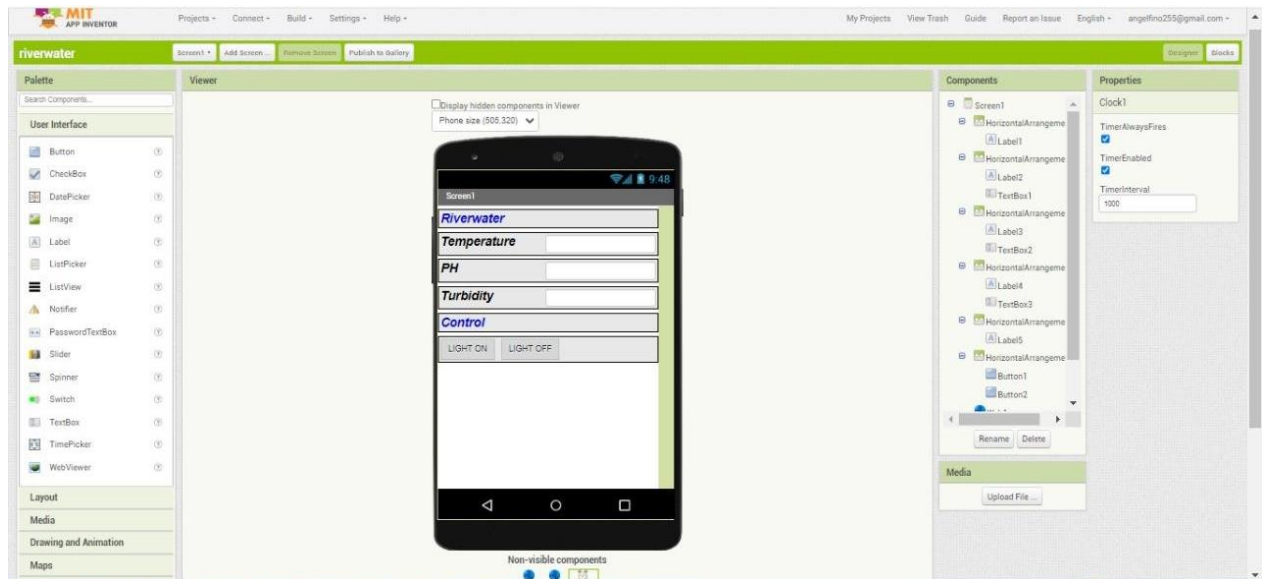 MIT
APP INVENTOR
Projects Connect Build Settings Help
My Projects View Trash Guide Report an Issue English angelfino255@gmail.com
riverwater
Screen1 Add Screen ... Remove Screen Publish to Gallery
Designer Blocks
Palette
Search Components...
User Interface
Button
CheckBox
DatePicker
Image
Label
ListPicker
ListView
Notifier
PasswordTextBox
Slider
Spinner
Switch
TextBox
TimePicker
WebViewer
Layout
Media
Drawing and Animation
Maps
Viewer
Display hidden components in Viewer
Phone size (505,320)
9:48
Screen1
Riverwater
Temperature
PH
Turbidity
Control
LIGHT ON LIGHT OFF
Non-visible components
Components
Screen1
HorizontalArrangeme
Label1
HorizontalArrangeme
Label2
TextBox1
HorizontalArrangeme
Label3
TextBox2
HorizontalArrangeme
Label4
TextBox3
HorizontalArrangeme
Label5
HorizontalArrangeme
Button1
Button2
Rename Delete
Media
Upload File ...
Properties
Clock1
TimerAlwaysFires
TimerEnabled
TimerInterval
1000